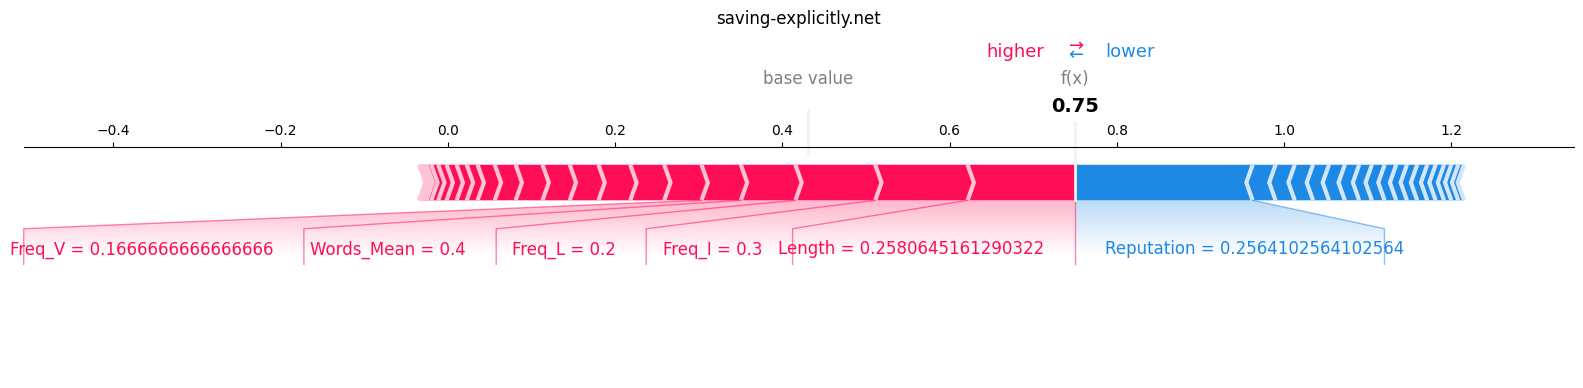 saving-explicitly.net
higher → ← lower
base value f(x)
0.75
−0.4 −0.2 0.0 0.2 0.4 0.6 0.8 1.0 1.2
Freq_V = 0.1666666666666666 Words_Mean = 0.4 Freq_L = 0.2 Freq_I = 0.3 Length = 0.2580645161290322 Reputation = 0.2564102564102564